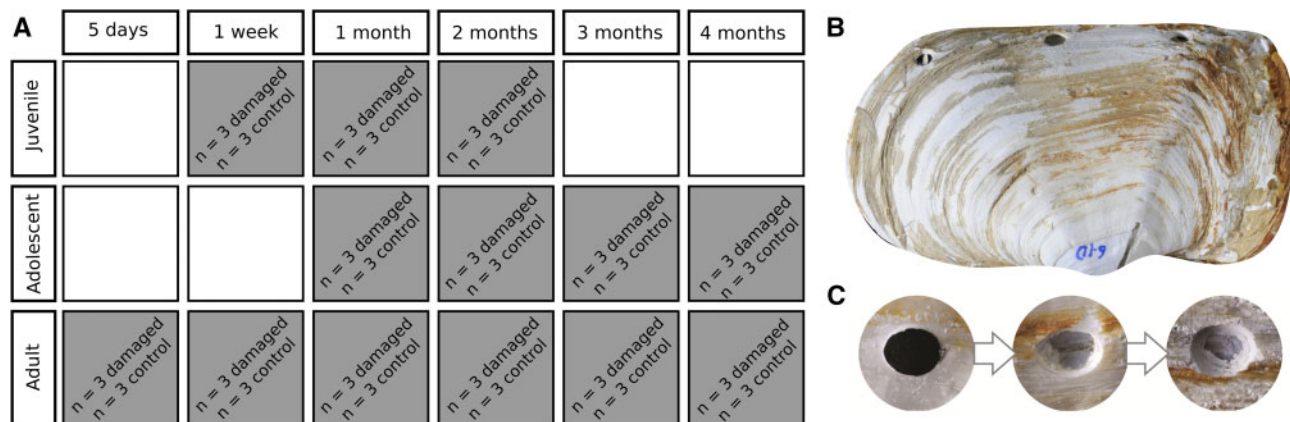 A
5 days
1 week
1 month
2 months
3 months
4 months
Juvenile
n = 3 damaged
n = 3 control
n = 3 damaged
n = 3 control
n = 3 damaged
n = 3 control
Adolescent
n = 3 damaged
n = 3 control
n = 3 damaged
n = 3 control
n = 3 damaged
n = 3 control
n = 3 damaged
n = 3 control
Adult
n = 3 damaged
n = 3 control
n = 3 damaged
n = 3 control
n = 3 damaged
n = 3 control
n = 3 damaged
n = 3 control
n = 3 damaged
n = 3 control
n = 3 damaged
n = 3 control
B
C